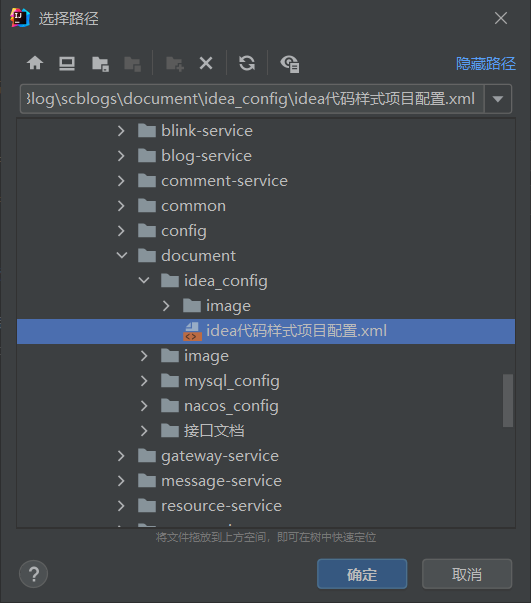 选择路径
隐藏路径
Blog\scblogs\document\idea_config\idea代码样式项目配置.xml
blink-service
blog-service
comment-service
common
config
document
idea_config
image
idea代码样式项目配置.xml
image
mysql_config
nacos_config
接口文档
gateway-service
message-service
resource-service
将文件拖放到上方空间，即可在树中快速定位
?
确定
取消